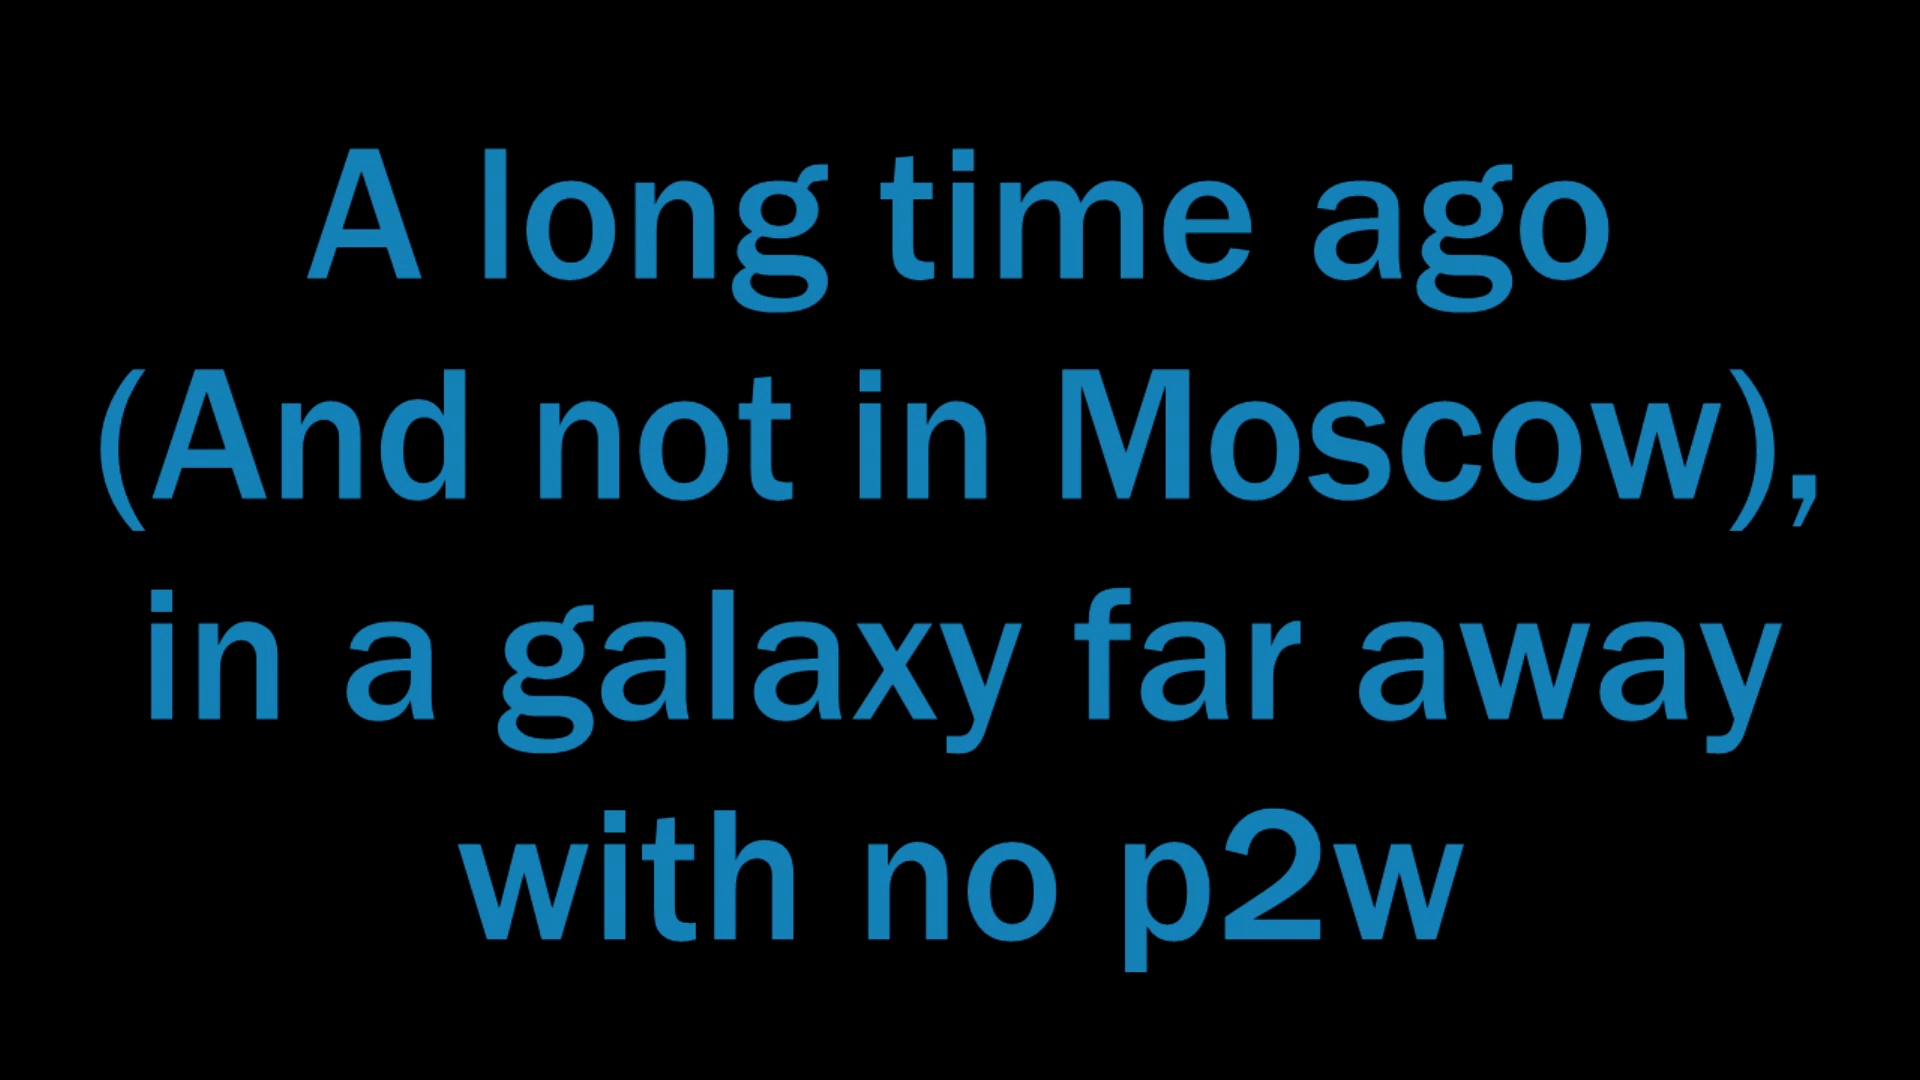 A long time ago
(And not in Moscow),
in a galaxy far away
with no p2w